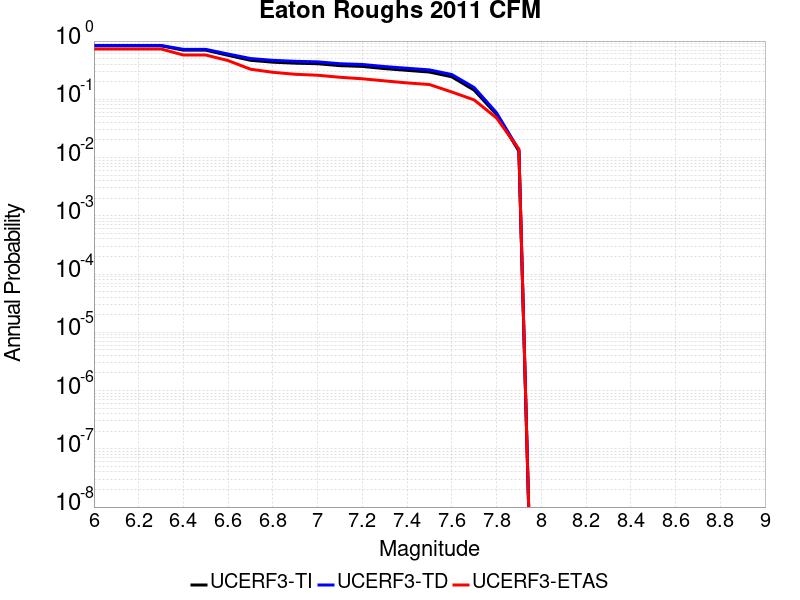 Eaton Roughs 2011 CFM
10^0
10^-1
10^-2
10^-3
10^-4
10^-5
10^-6
10^-7
10^-8
Annual Probability
6 6.2 6.4 6.6 6.8 7 7.2 7.4 7.6 7.8 8 8.2 8.4 8.6 8.8 9
Magnitude
UCERF3-TI UCERF3-TD UCERF3-ETAS